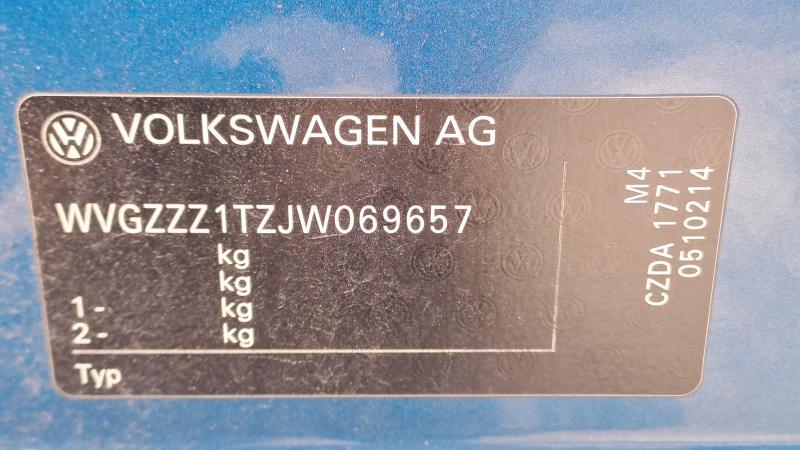 VOLKSWAGEN AG
WVGZZZ1TZJW069657
kg
kg
1- kg
2- kg
Typ
M4
CZDA 1771
0510214